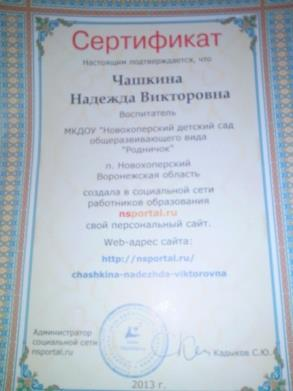 Сертификат
Настоящим подтверждается, что
Чашкина
Надежда Викторовна
Воспитатель
МКДОУ "Новохоперский детский сад
общеразвивающего вида
"Родничок"
п. Новохоперский
Воронежская область
создала в социальной сети
работников образования
nsportal.ru
свой персональный сайт.
Web-адрес сайта:
http://nsportal.ru/
chashkina-nadezhda-viktorovna
Администратор
социальной сети
nsportal.ru
Кадыков С.Ю.
2013 г.